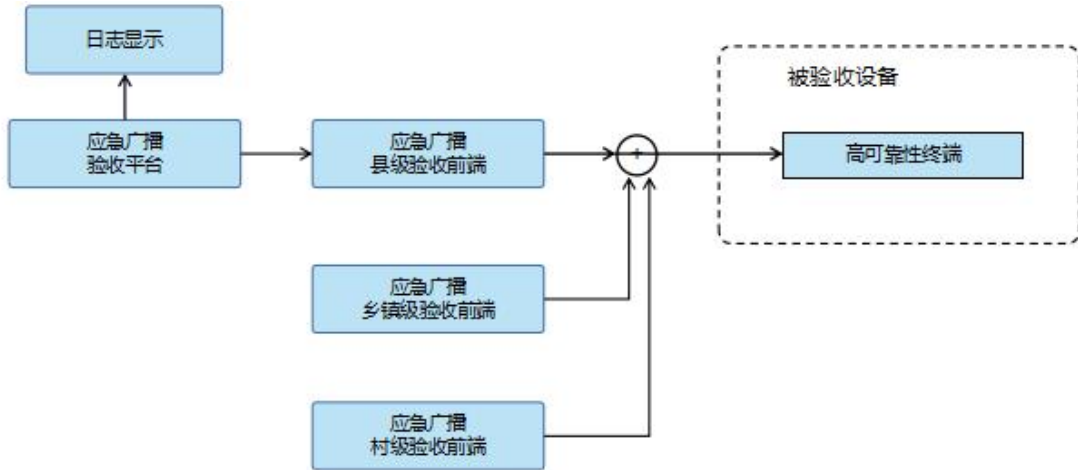 日志显示
被验收设备
应急广播
验收平台
应急广播
县级验收前端
+
高可靠性终端
应急广播
乡镇级验收前端
应急广播
村级验收前端